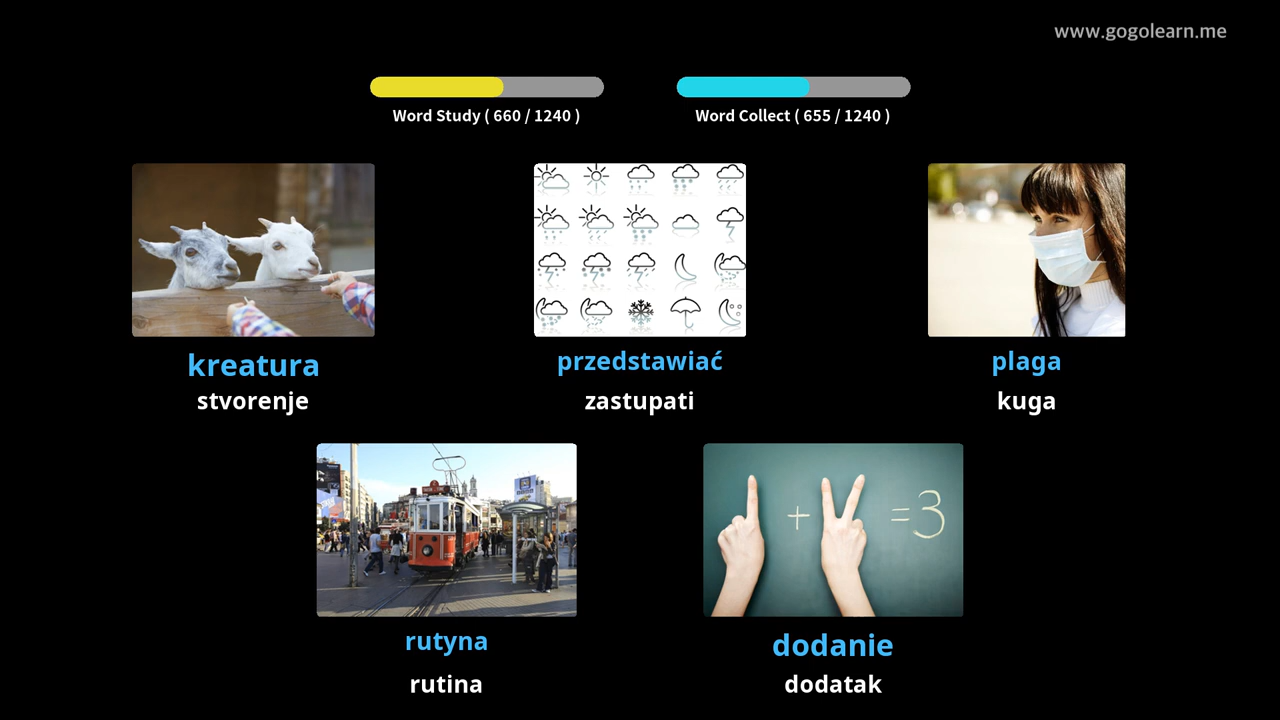 www.gogolearn.me
Word Study ( 660 / 1240 )
Word Collect ( 655 / 1240 )
kreatura
stvorenje
przedstawiać
zastupati
plaga
kuga
+ =3
rutyna
rutina
dodanie
dodatak